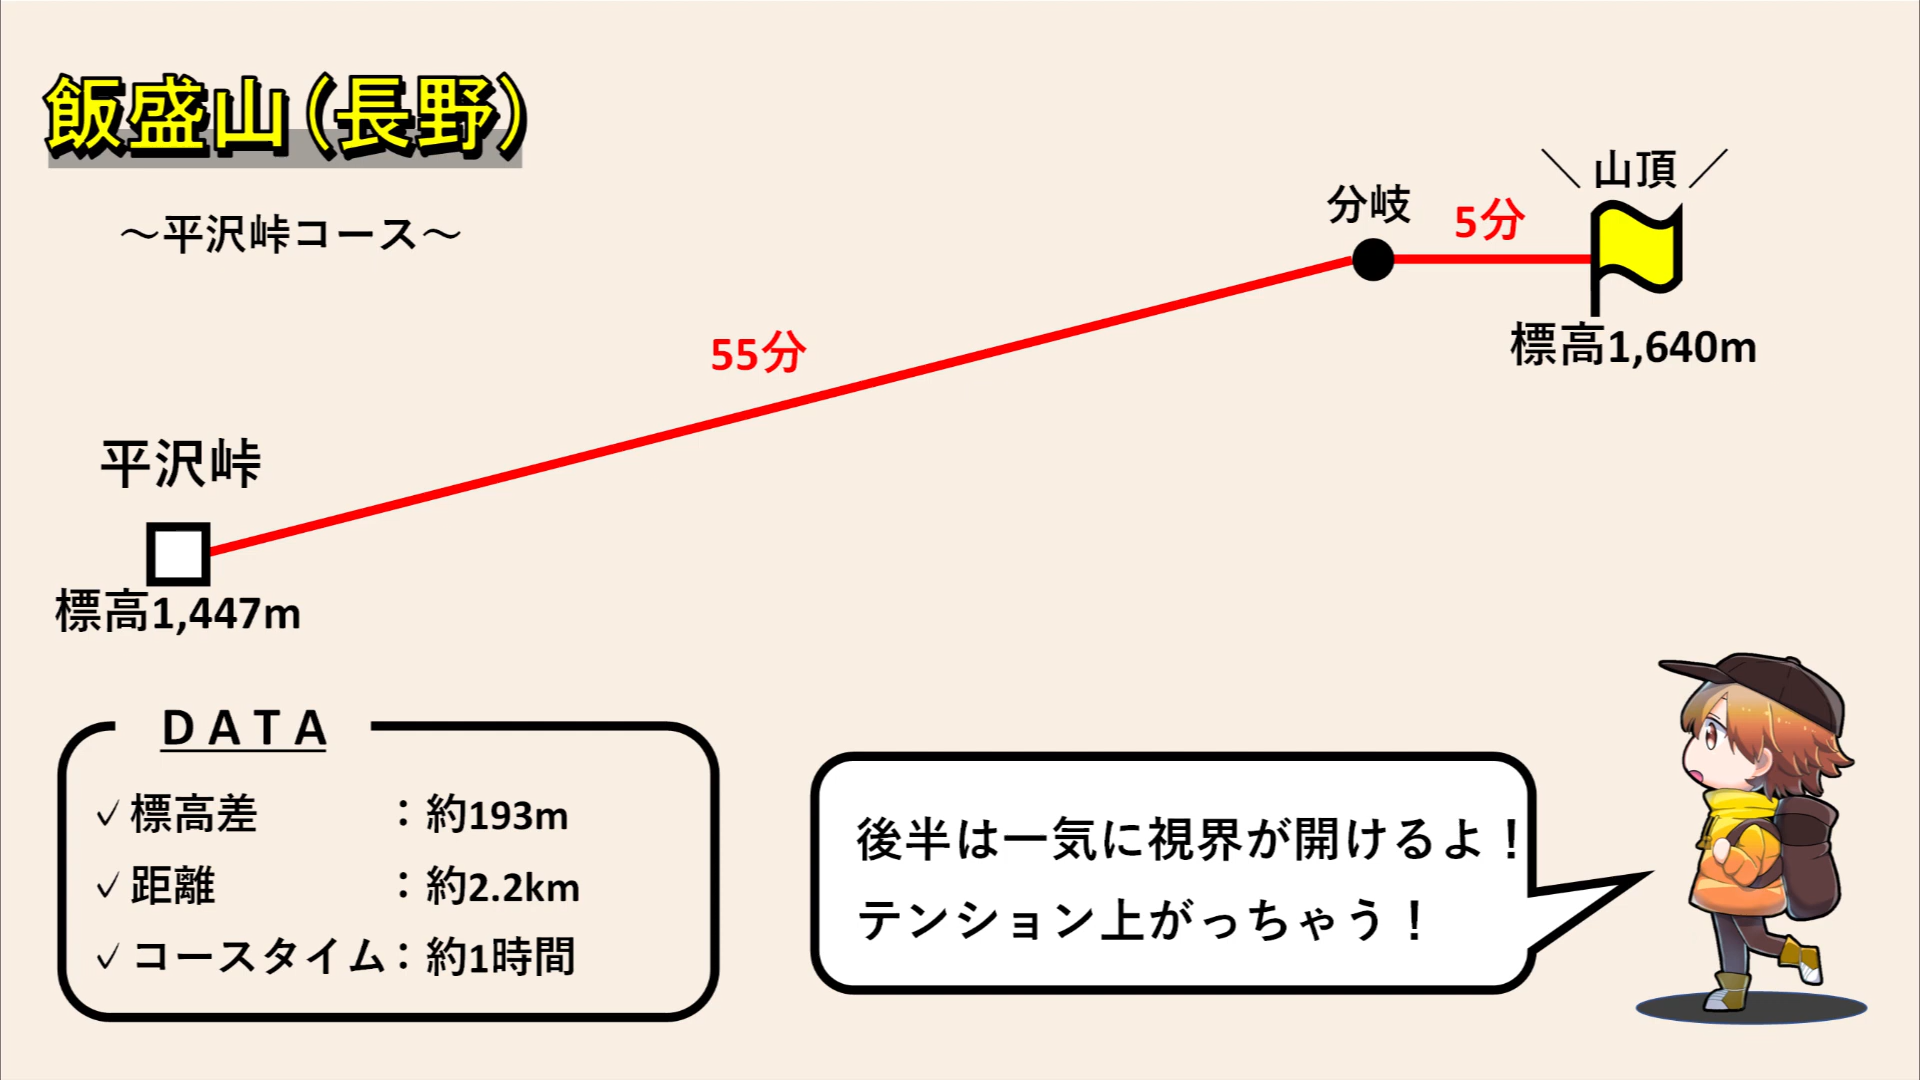 飯盛山（長野）
～平沢峠コース～
＼ 山頂 ／
分岐
5分
標高1,640m
55分
平沢峠
標高1,447m
DATA
✓ 標高差 ：約193m
✓ 距離 ：約2.2km
✓ コースタイム：約1時間
後半は一気に視界が開けるよ！
テンション上がっちゃう！